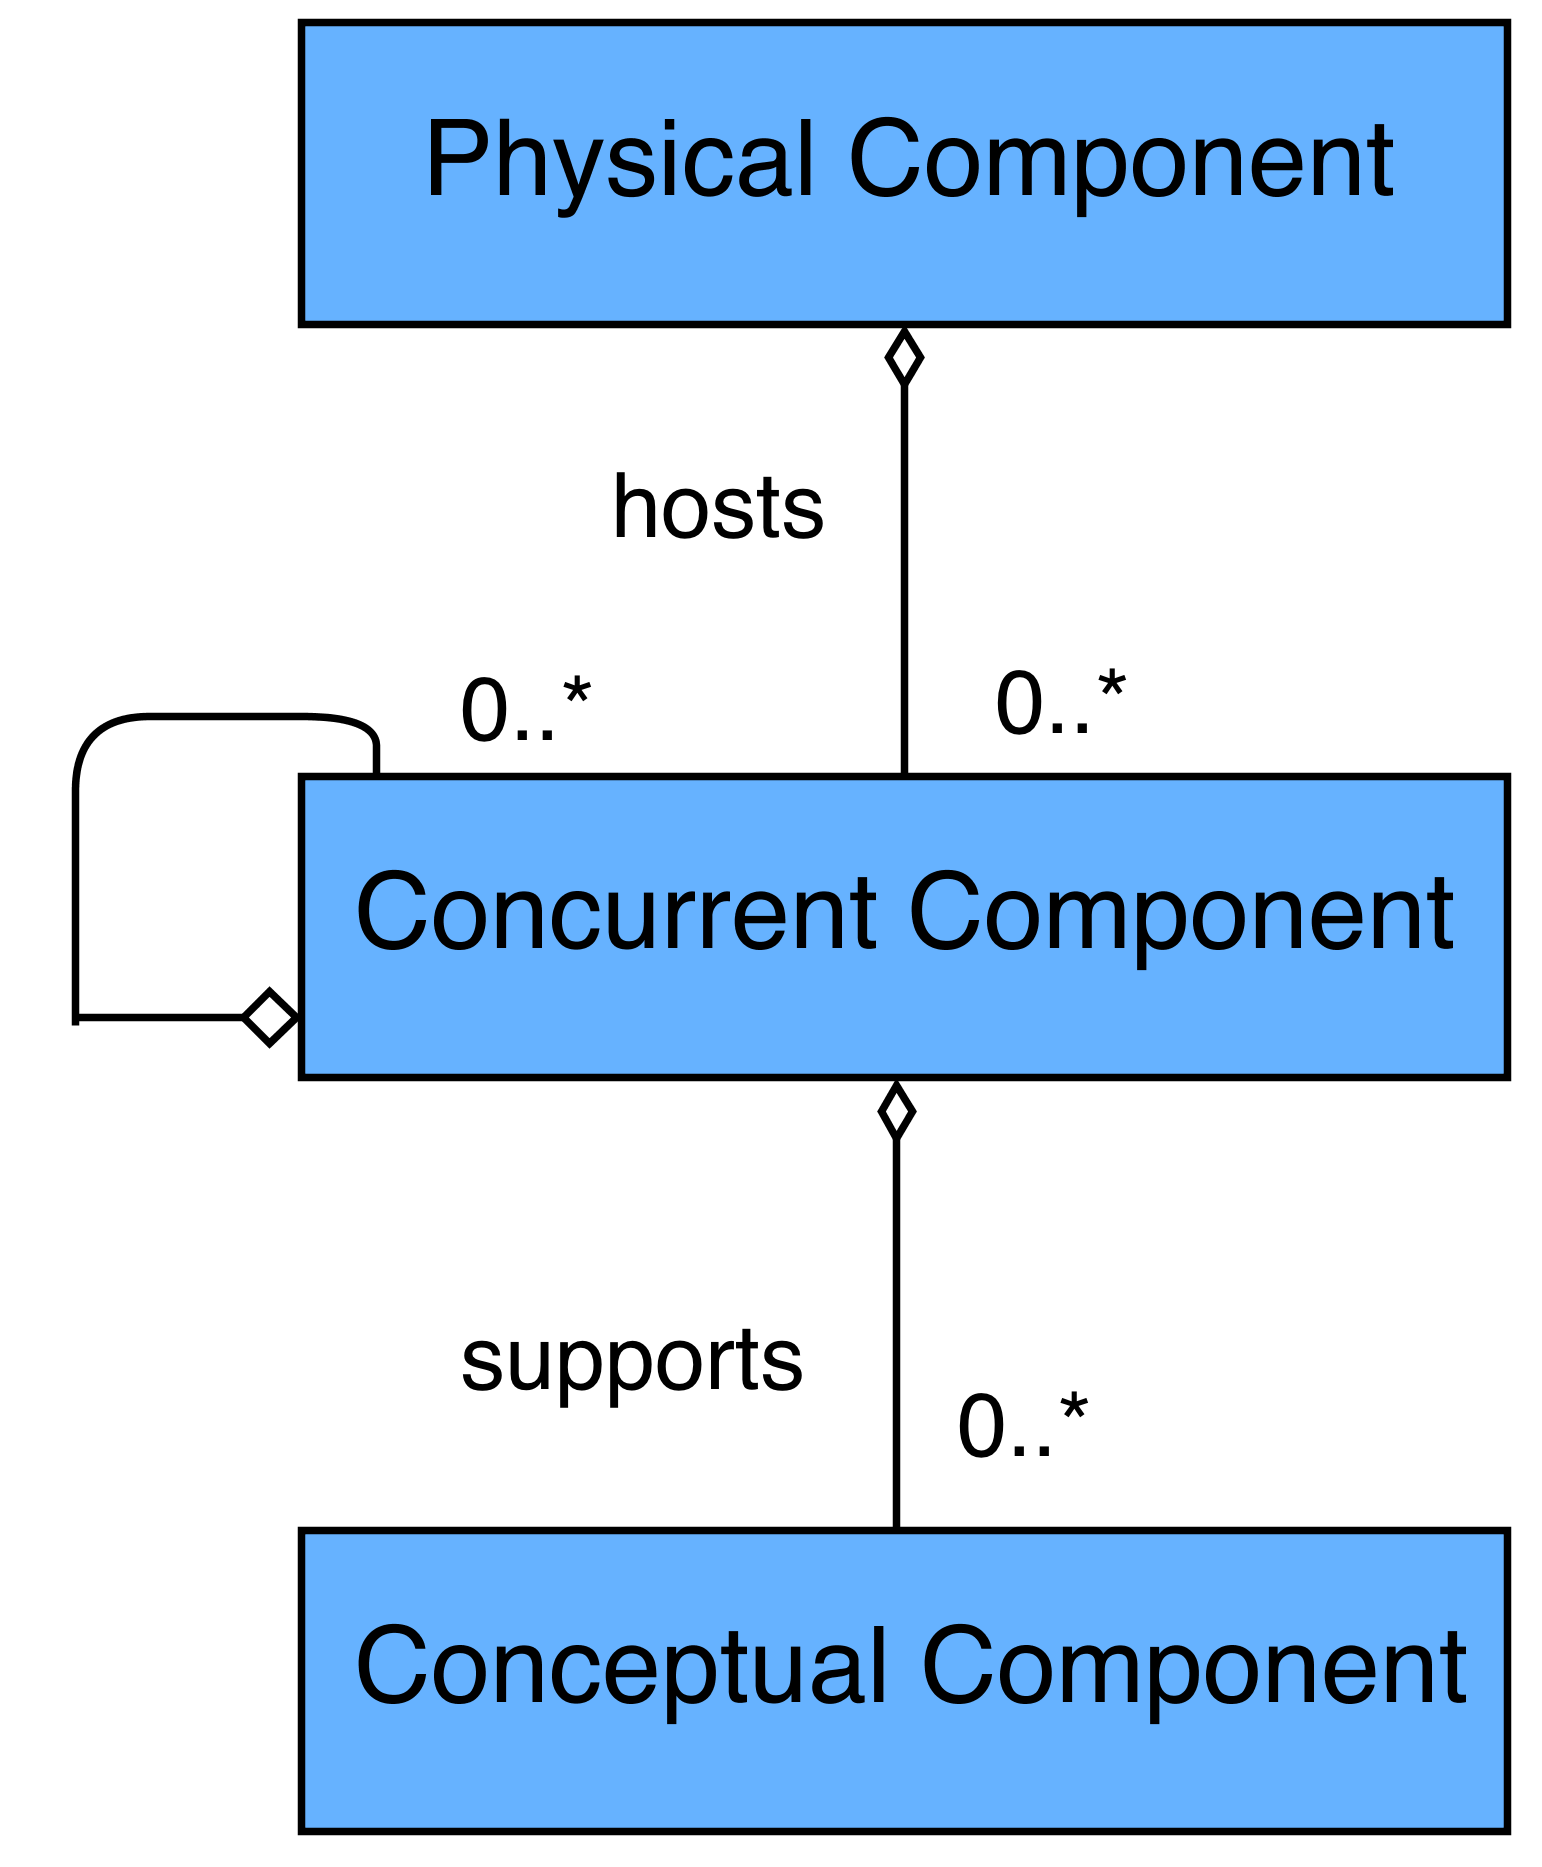 Physical Component
hosts
0..*
0..*
Concurrent Component
supports
0..*
Conceptual Component